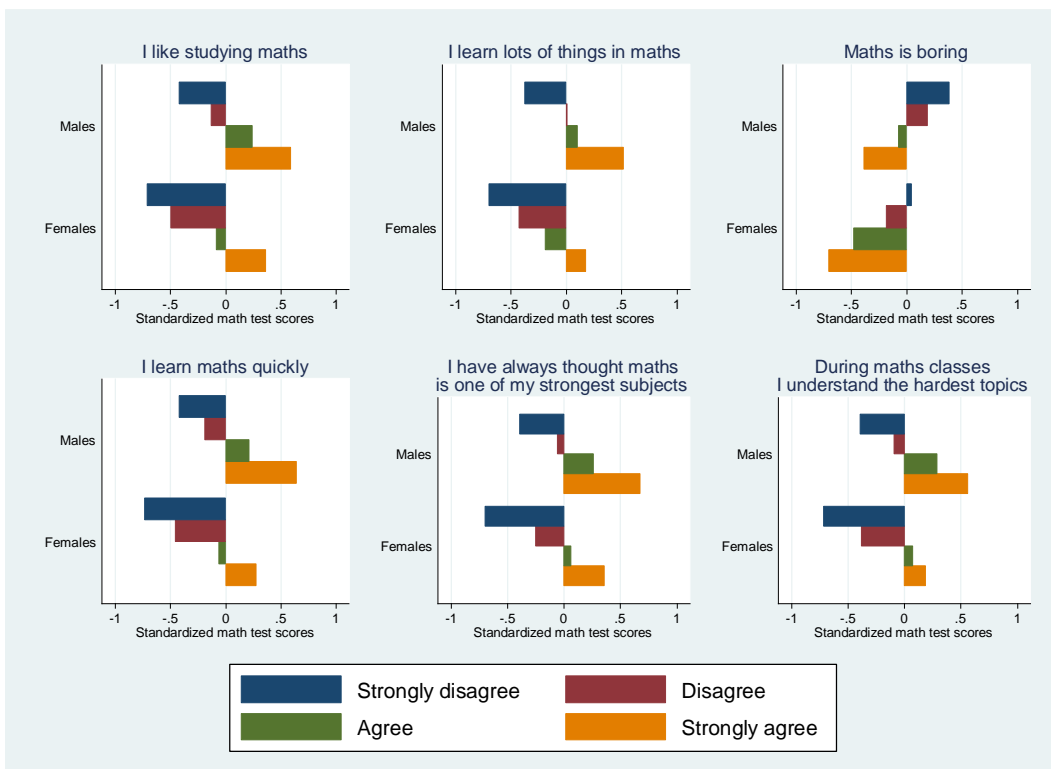 I like studying maths
Males
Females
-1 -.5 0 .5 1
Standardized math test scores
I learn lots of things in maths
Males
Females
-1 -.5 0 .5 1
Standardized math test scores
Maths is boring
Males
Females
-1 -.5 0 .5 1
Standardized math test scores
I learn maths quickly
Males
Females
-1 -.5 0 .5 1
Standardized math test scores
I have always thought maths
is one of my strongest subjects
Males
Females
-1 -.5 0 .5 1
Standardized math test scores
During maths classes
I understand the hardest topics
Males
Females
-1 -.5 0 .5 1
Standardized math test scores
Strongly disagree Disagree
Agree Strongly agree